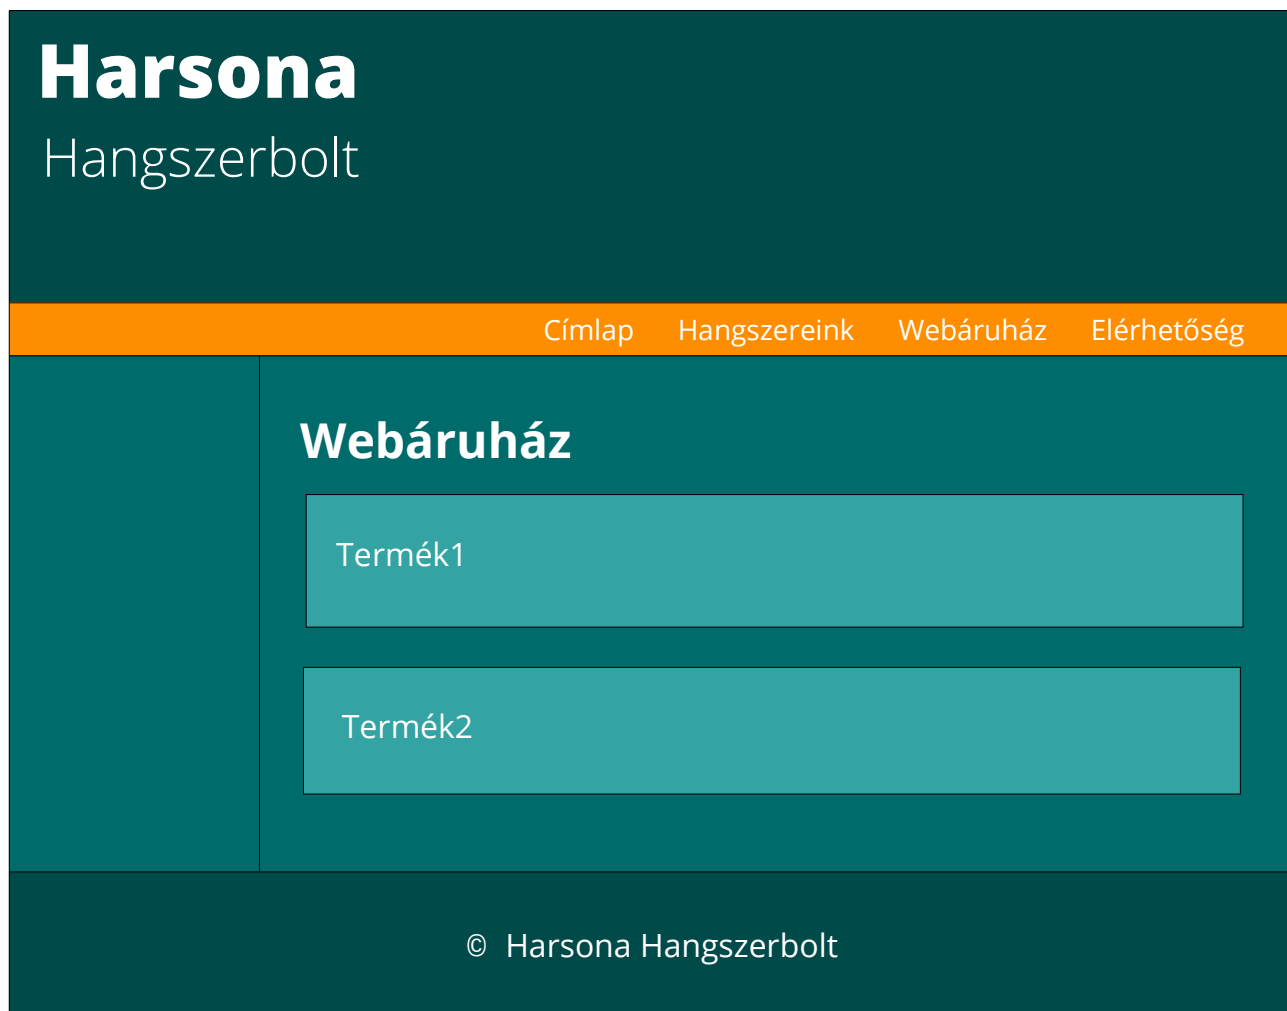 Harsona
Hangszerbolt
Címlap Hangszereink Webáruház Elérhetőség
Webáruház
Termék1
Termék2
© Harsona Hangszerbolt